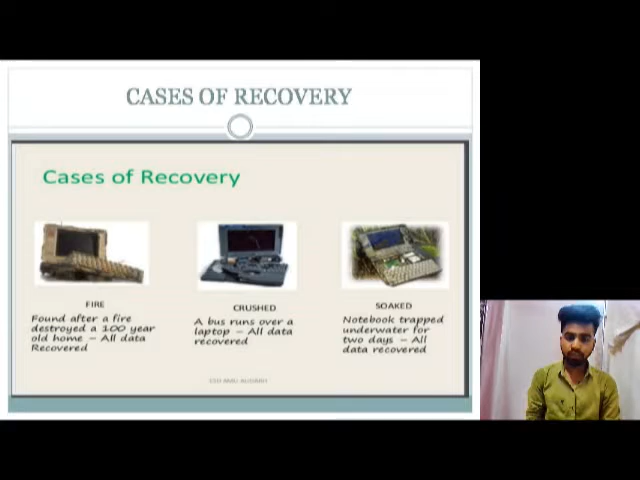 CASES OF RECOVERY
Cases of Recovery
FIRE
Found after a fire
destroyed a 100 year
old home – All data
Recovered
CRUSHED
A bus runs over a
laptop – All data
recovered
SOAKED
Notebook trapped
underwater for
two days – All
data recovered